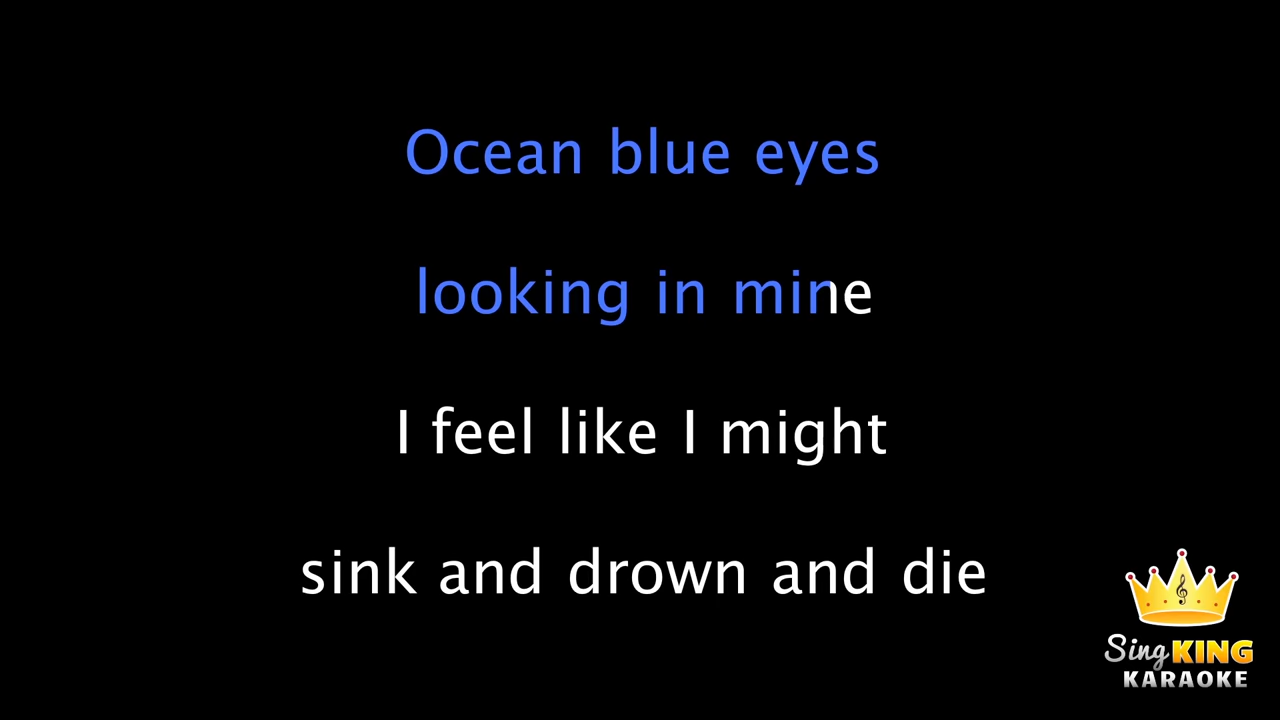 Ocean blue eyes
looking in mine
I feel like I might
sink and drown and die
Sing KING
KARAOKE